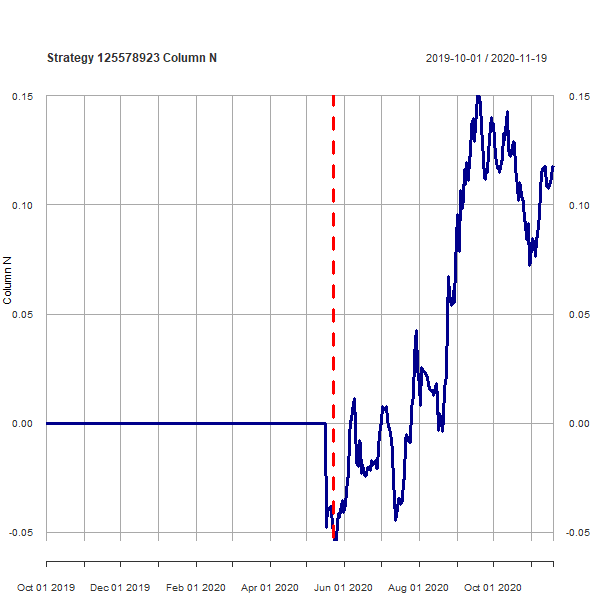 Strategy 125578923 Column N 2019-10-01 / 2020-11-19
0.15 0.15
0.10 0.10
0.05 0.05
0.00 0.00
-0.05 -0.05
Column N
Oct 01 2019 Dec 01 2019 Feb 01 2020 Apr 01 2020 Jun 01 2020 Aug 01 2020 Oct 01 2020